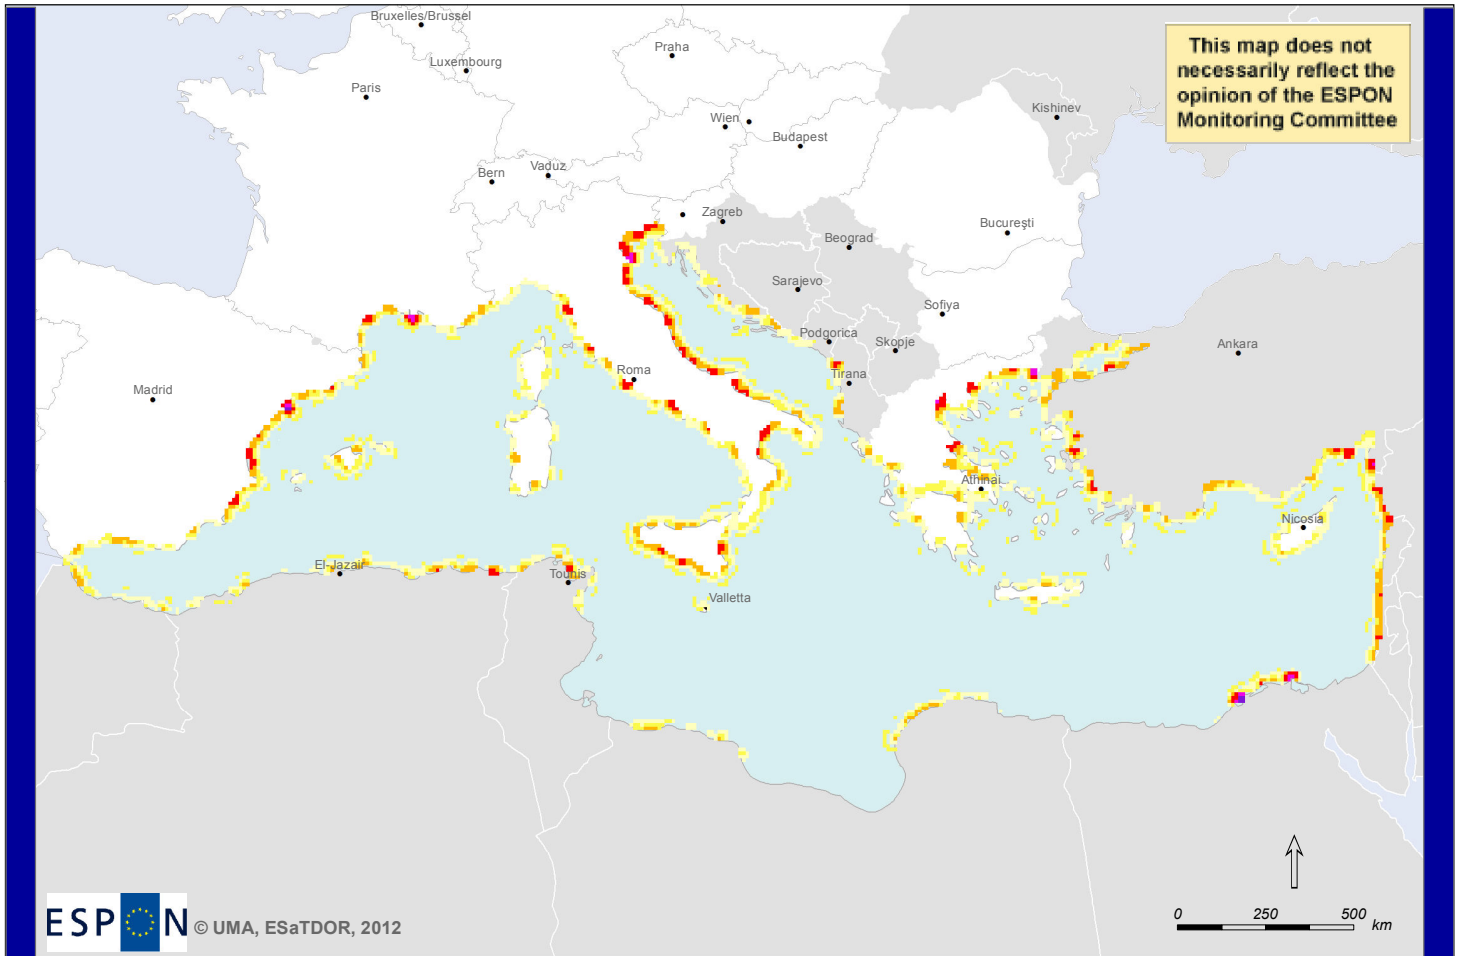 Bruxelles/Brussel
This map does not
necessarily reflect the
opinion of the ESPON
Monitoring Committee
Praha
Luxembourg
Paris
Kishinev
Wien
Budapest
Vaduz
Bern
Zagreb
Bucureşti
Beograd
Sarajevo
Sofiya
Podgorica
Skopje
Ankara
Roma
Tirana
Madrid
Athinai
Nicosia
El-Jazair
Tounis
Valletta
0 250 500
km
ESPON
© UMA, ESaTDOR, 2012